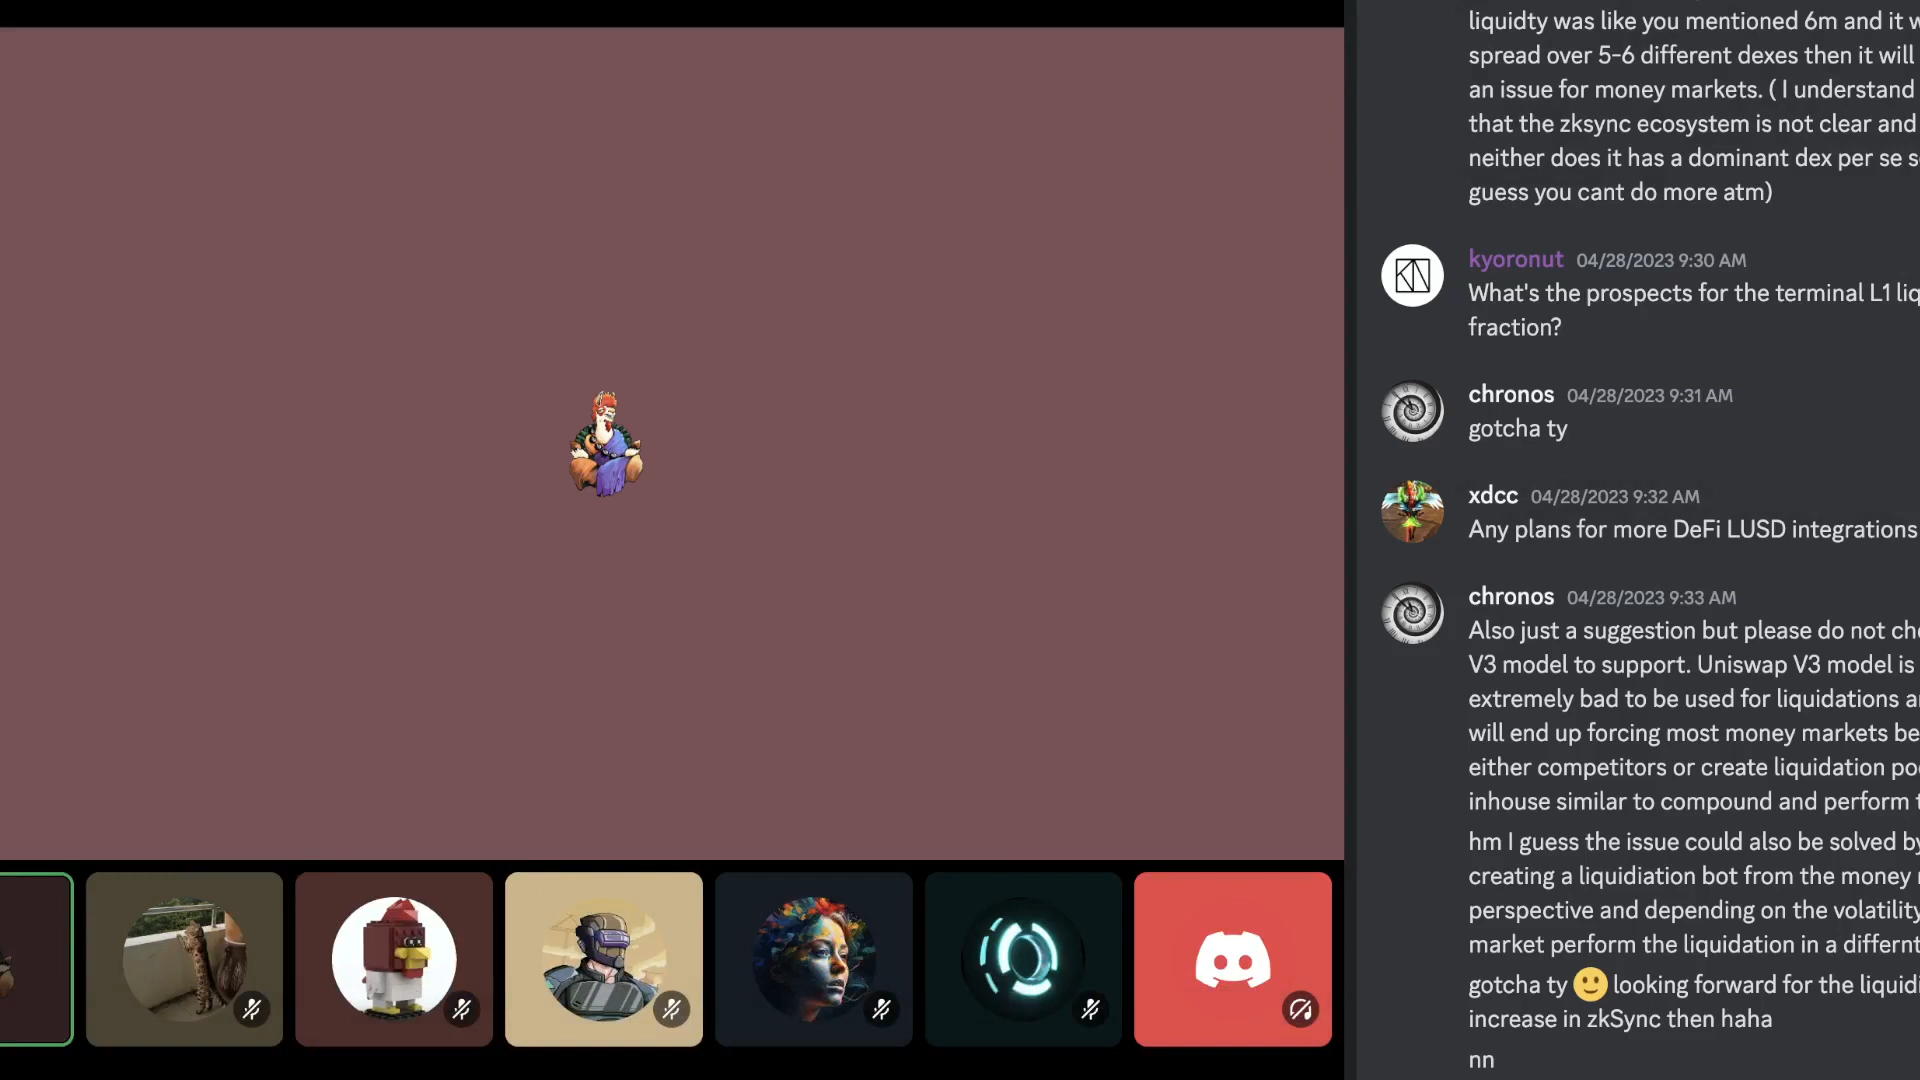 liquidty was like you mentioned 6m and it w
spread over 5-6 different dexes then it will
an issue for money markets. ( I understand
that the zksync ecosystem is not clear and
neither does it has a dominant dex per se s
guess you cant do more atm)
kyoronut 04/28/2023 9:30 AM
What's the prospects for the terminal L1 liq
fraction?
chronos 04/28/2023 9:31 AM
gotcha ty
xdcc 04/28/2023 9:32 AM
Any plans for more DeFi LUSD integrations
chronos 04/28/2023 9:33 AM
Also just a suggestion but please do not ch
V3 model to support. Uniswap V3 model is
extremely bad to be used for liquidations a
will end up forcing most money markets be
either competitors or create liquidation po
inhouse similar to compound and perform t
hm I guess the issue could also be solved by
creating a liquidiation bot from the money
perspective and depending on the volatility
market perform the liquidation in a differnt
gotcha ty 🙂 looking forward for the liquidi
increase in zkSync then haha
nn